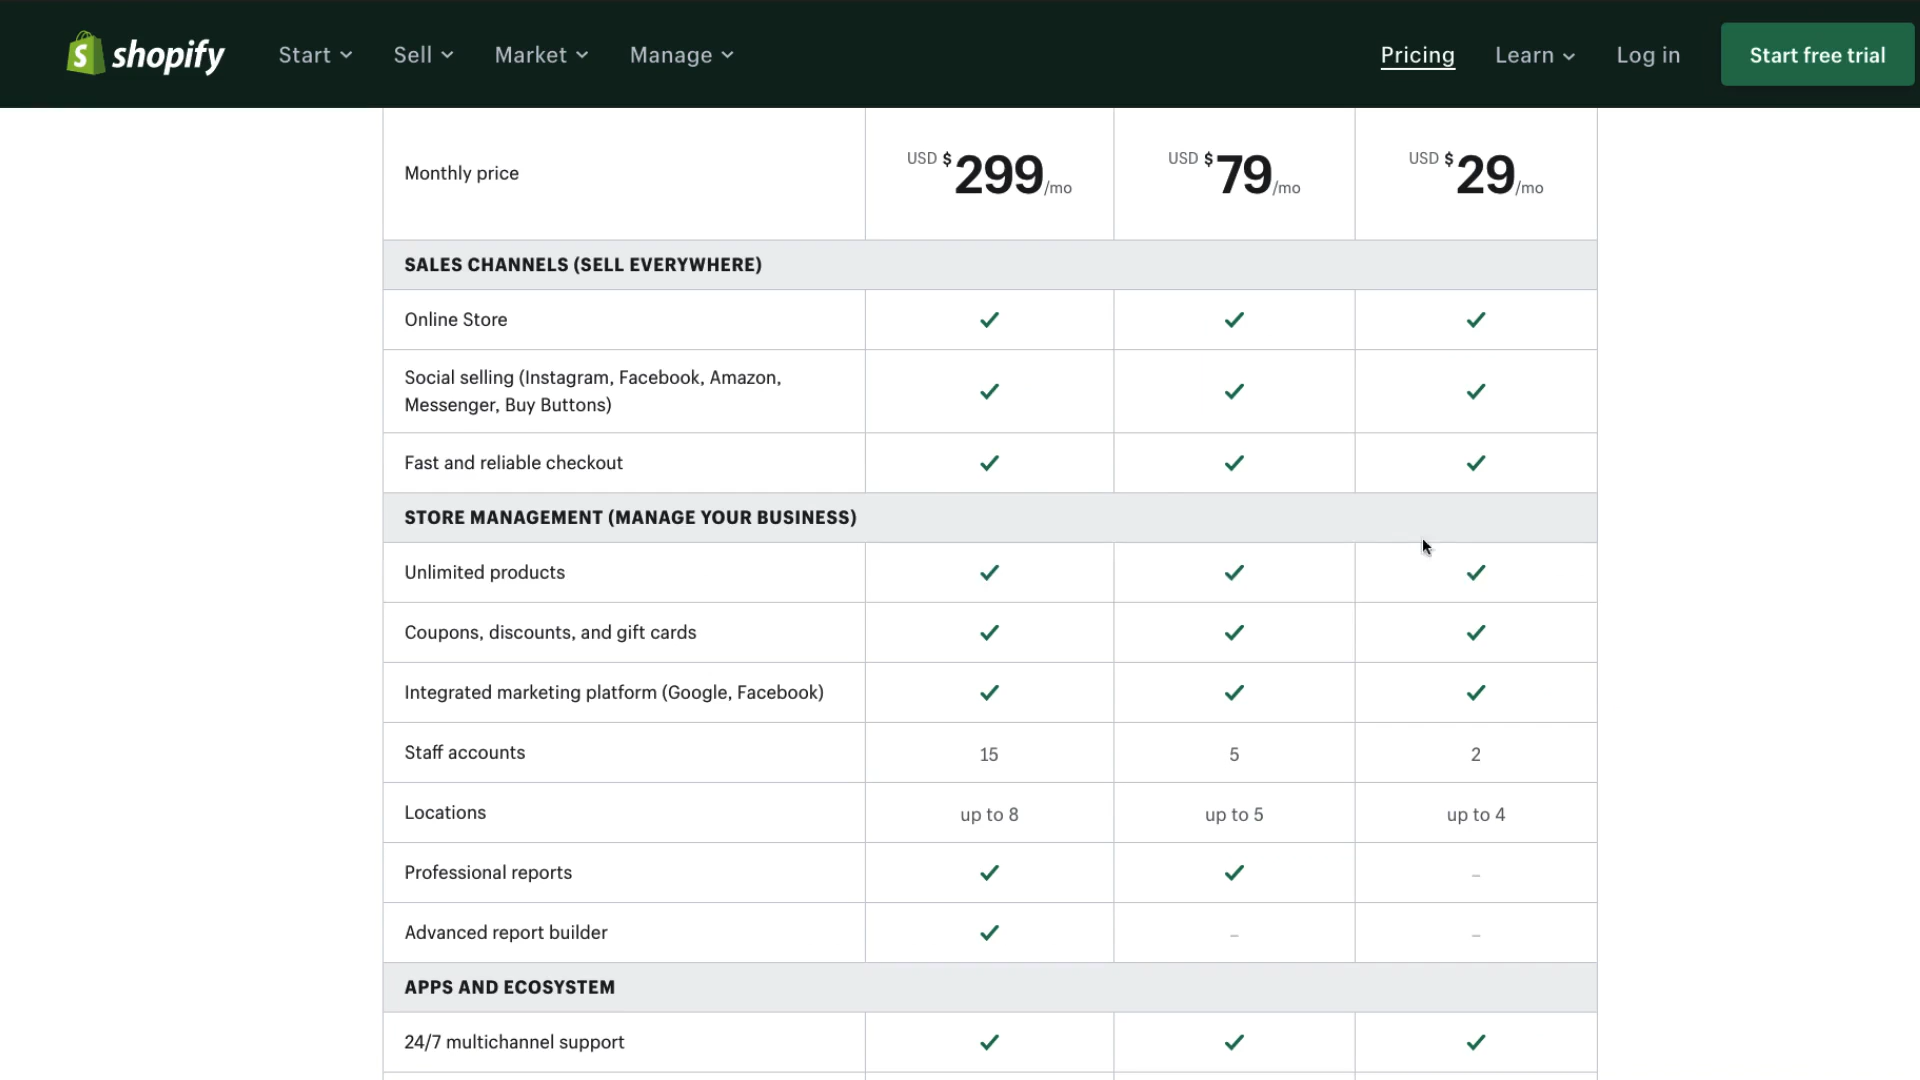 shopify Start Sell Market Manage Pricing Learn Log in Start free trial
Monthly price USD $ 299 /mo USD $ 79 /mo USD $ 29 /mo
SALES CHANNELS (SELL EVERYWHERE)
Online Store
Social selling (Instagram, Facebook, Amazon,
Messenger, Buy Buttons)
Fast and reliable checkout
STORE MANAGEMENT (MANAGE YOUR BUSINESS)
Unlimited products
Coupons, discounts, and gift cards
Integrated marketing platform (Google, Facebook)
Staff accounts 15 5 2
Locations up to 8 up to 5 up to 4
Professional reports –
Advanced report builder – –
APPS AND ECOSYSTEM
24/7 multichannel support